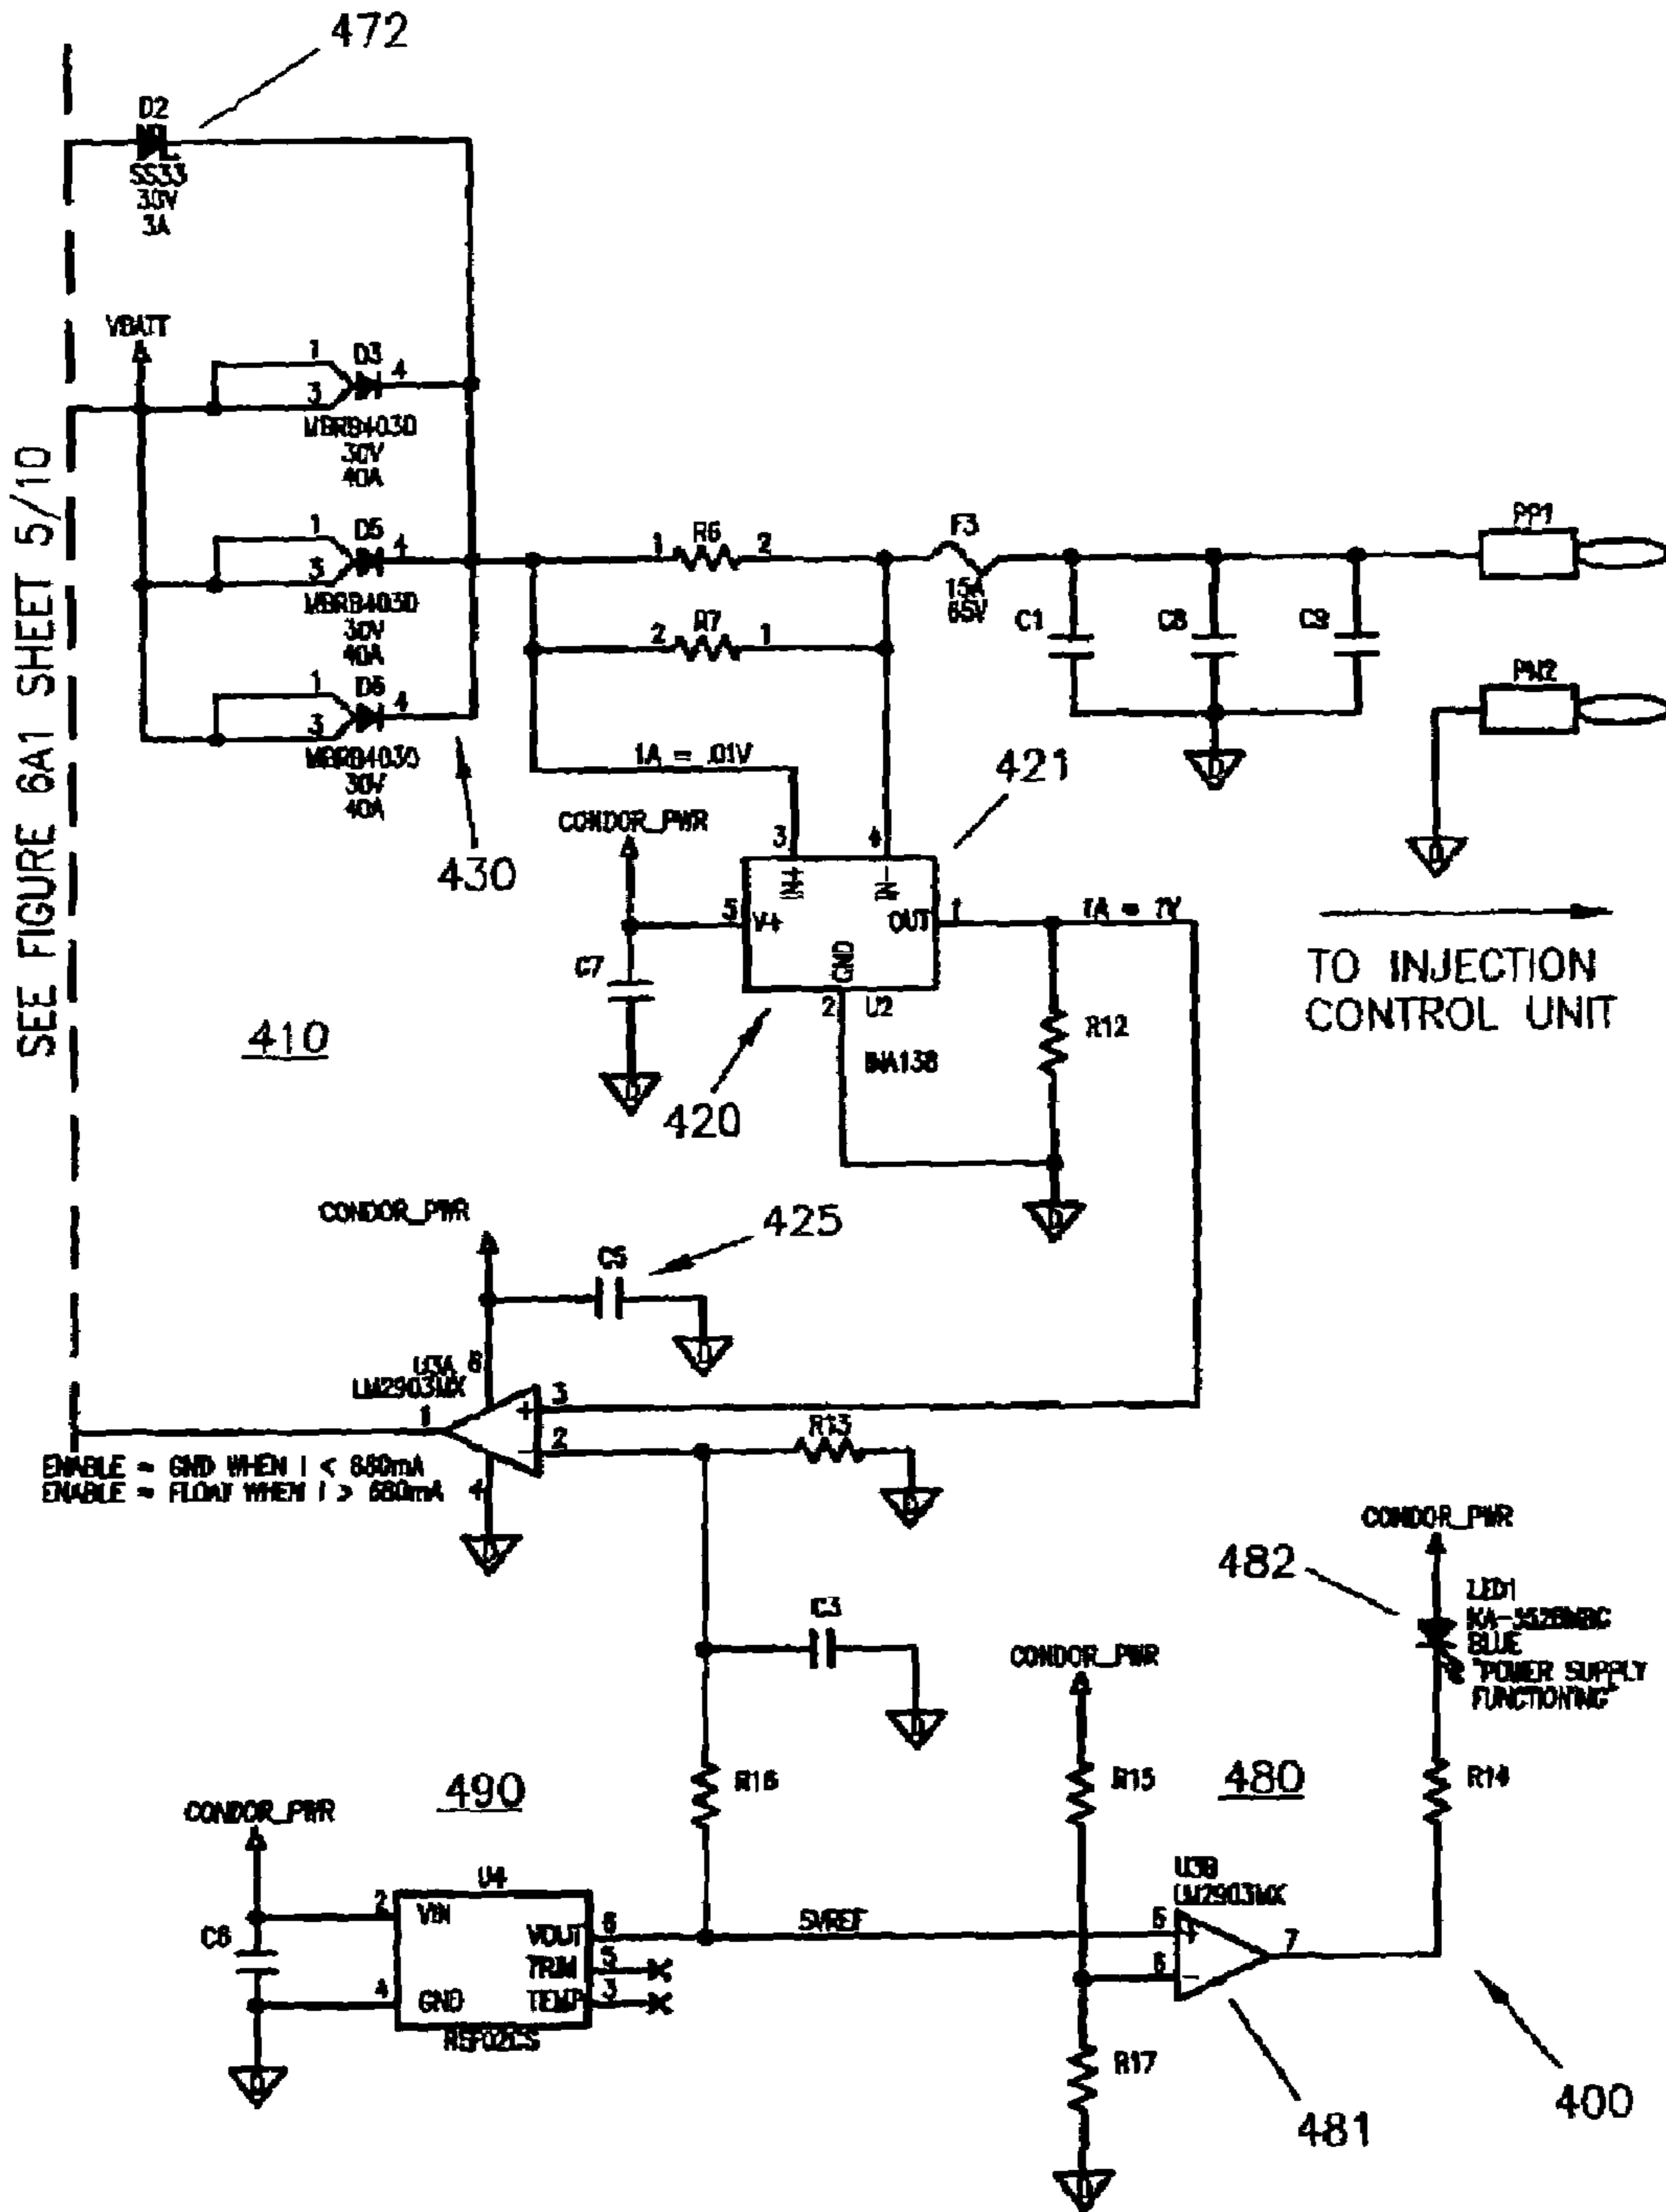 472
D2
SS33
30V
3A
VBATT
1
D3
4
3
MBRB4030
30V
40A
1
D5
4
3
MBRB4030
30V
40A
1
D6
4
3
MBRB4030
30V
40A
430
SEE FIGURE 6A1 SHEET 5/10
1
R6
2
2
R7
1
F3
15A
65V
C1
C8
C9
PP1
PN2
1A = .01V
421
CONDOR_PWR
3
4
IN+
IN-
5
V+
OUT
1
1A = 1V
GND
2
U2
C7
R12
INA138
410
420
TO INJECTION
CONTROL UNIT
CONDOR_PWR
C5
425
U3A
8
LM2903MX
1
3
+
2
-
R13
ENABLE = GND WHEN I < 680mA
ENABLE = FLOAT WHEN I > 680mA
4
C3
CONDOR_PWR
482
LED1
BLUE
"POWER SUPPLY
FUNCTIONING"
CONDOR_PWR
R16
R15
480
R14
490
CONDOR_PWR
U4
2
VIN
C6
VOUT
6
5VREF
TRIM
5
TEMP
3
4
GND
REF02CS
U3B
LM2903MX
5
+
6
-
7
R17
481
400